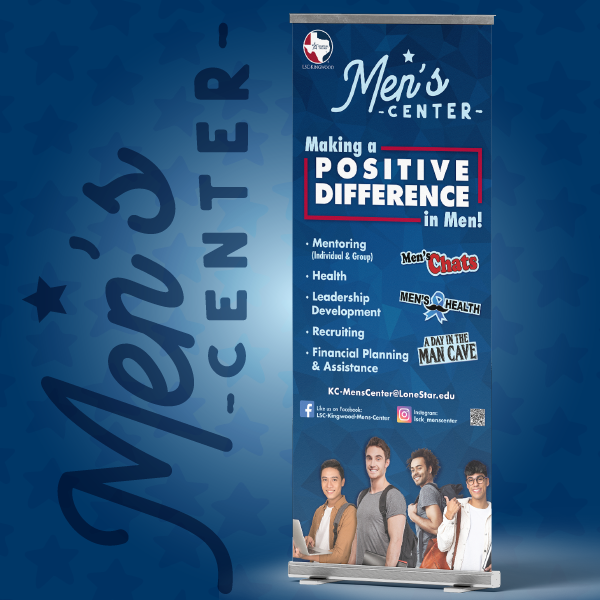 Men's
-CENTER-
LSC-KINGWOOD
Men's
-CENTER-
Making a
POSITIVE
DIFFERENCE
in Men!
· Mentoring
(Individual & Group)
· Health
· Leadership
Development
· Recruiting
· Financial Planning
& Assistance
Men's Chats
MEN'S HEALTH
A DAY IN THE
MAN CAVE
KC-MensCenter@LoneStar.edu
Like us on Facebook:
LSC-Kingwood-Mens-Center
Instagram:
lsck_menscenter